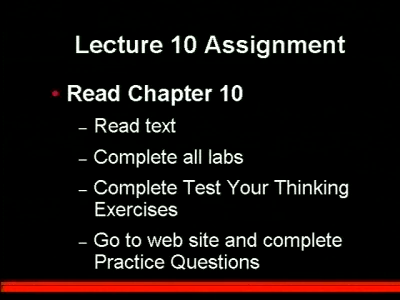 Lecture 10 Assignment
• Read Chapter 10
– Read text
– Complete all labs
– Complete Test Your Thinking
Exercises
– Go to web site and complete
Practice Questions